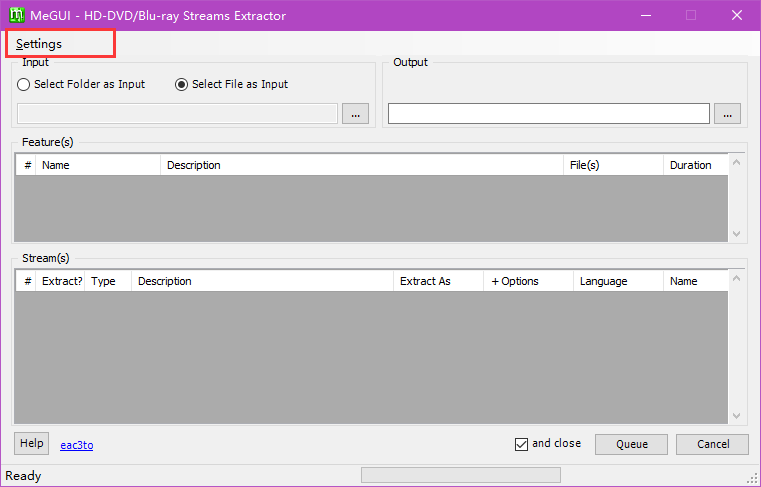 MeGUI - HD-DVD/Blu-ray Streams Extractor
Settings
Input
Output
Select Folder as Input
Select File as Input
...
...
Feature(s)
# Name Description File(s) Duration
Stream(s)
# Extract? Type Description Extract As + Options Language Name
Help
eac3to
and close
Queue
Cancel
Ready